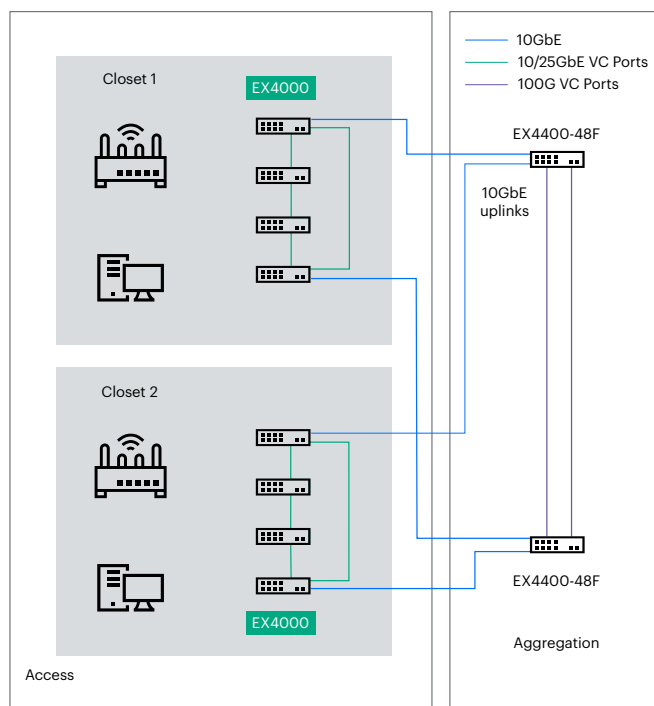 10GbE
10/25GbE VC Ports
100G VC Ports
Closet 1
EX4000
EX4400-48F
10GbE
uplinks
Closet 2
EX4000
EX4400-48F
Aggregation
Access